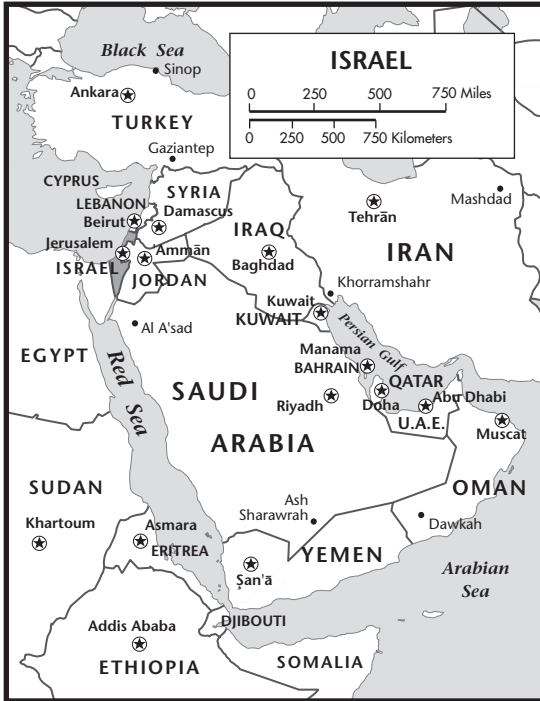 Black Sea
Sinop
Ankara
TURKEY
Gaziantep
ISRAEL
0 250 500 750 Miles
0 250 500 750 Kilometers
CYPRUS
LEBANON
Beirut
SYRIA
Damascus
Jerusalem
ISRAEL
Ammān
JORDAN
IRAQ
Baghdad
Tehrān
Mashdad
IRAN
Khorramshahr
Kuwait
KUWAIT
Persian Gulf
Al A'sad
EGYPT
Red Sea
Manama
BAHRAIN
QATAR
Doha
Abu Dhabi
U.A.E.
Muscat
SAUDI
ARABIA
Riyadh
OMAN
SUDAN
Khartoum
Asmara
ERITREA
Ash
Sharawrah
Dawkah
YEMEN
Ṣan'ā
Arabian
Sea
DJIBOUTI
Addis Ababa
ETHIOPIA
SOMALIA